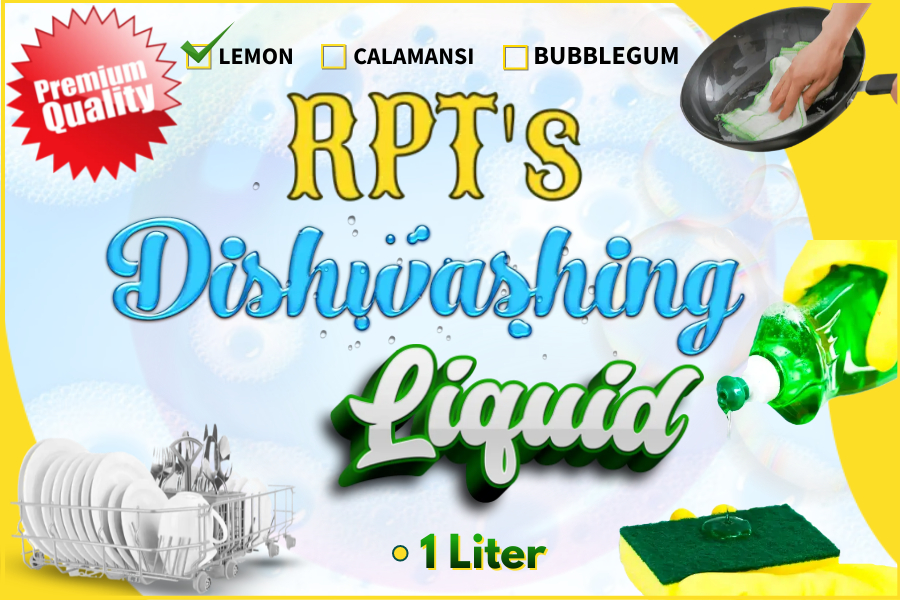 Premium
Quality
LEMON CALAMANSI BUBBLEGUM
RPT's
Dishwashing
Liquid
1 Liter